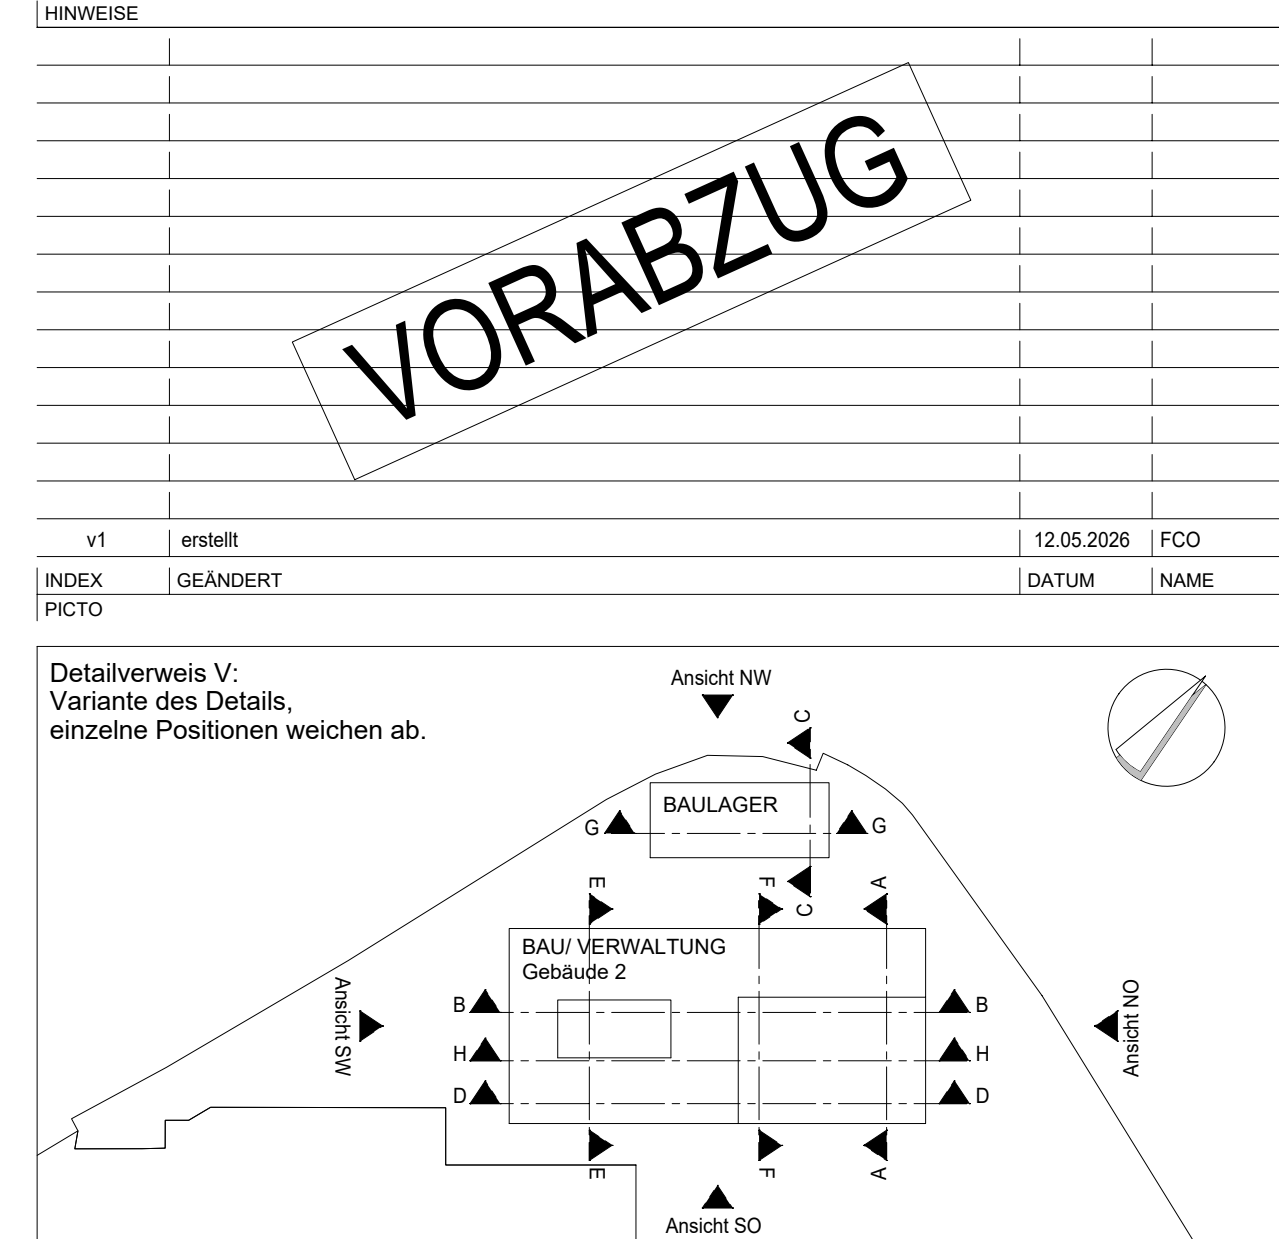 HINWEISE
VORABZUG
v1 erstellt 12.05.2026 FCO
INDEX GEÄNDERT DATUM NAME
PICTO
Detailverweis V:
Variante des Details,
einzelne Positionen weichen ab.
Ansicht NW
C
BAULAGER
G G
E F C A
BAU/ VERWALTUNG
Gebäude 2
Ansicht SW
Ansicht NO
B B
H H
D D
E F A
Ansicht SO